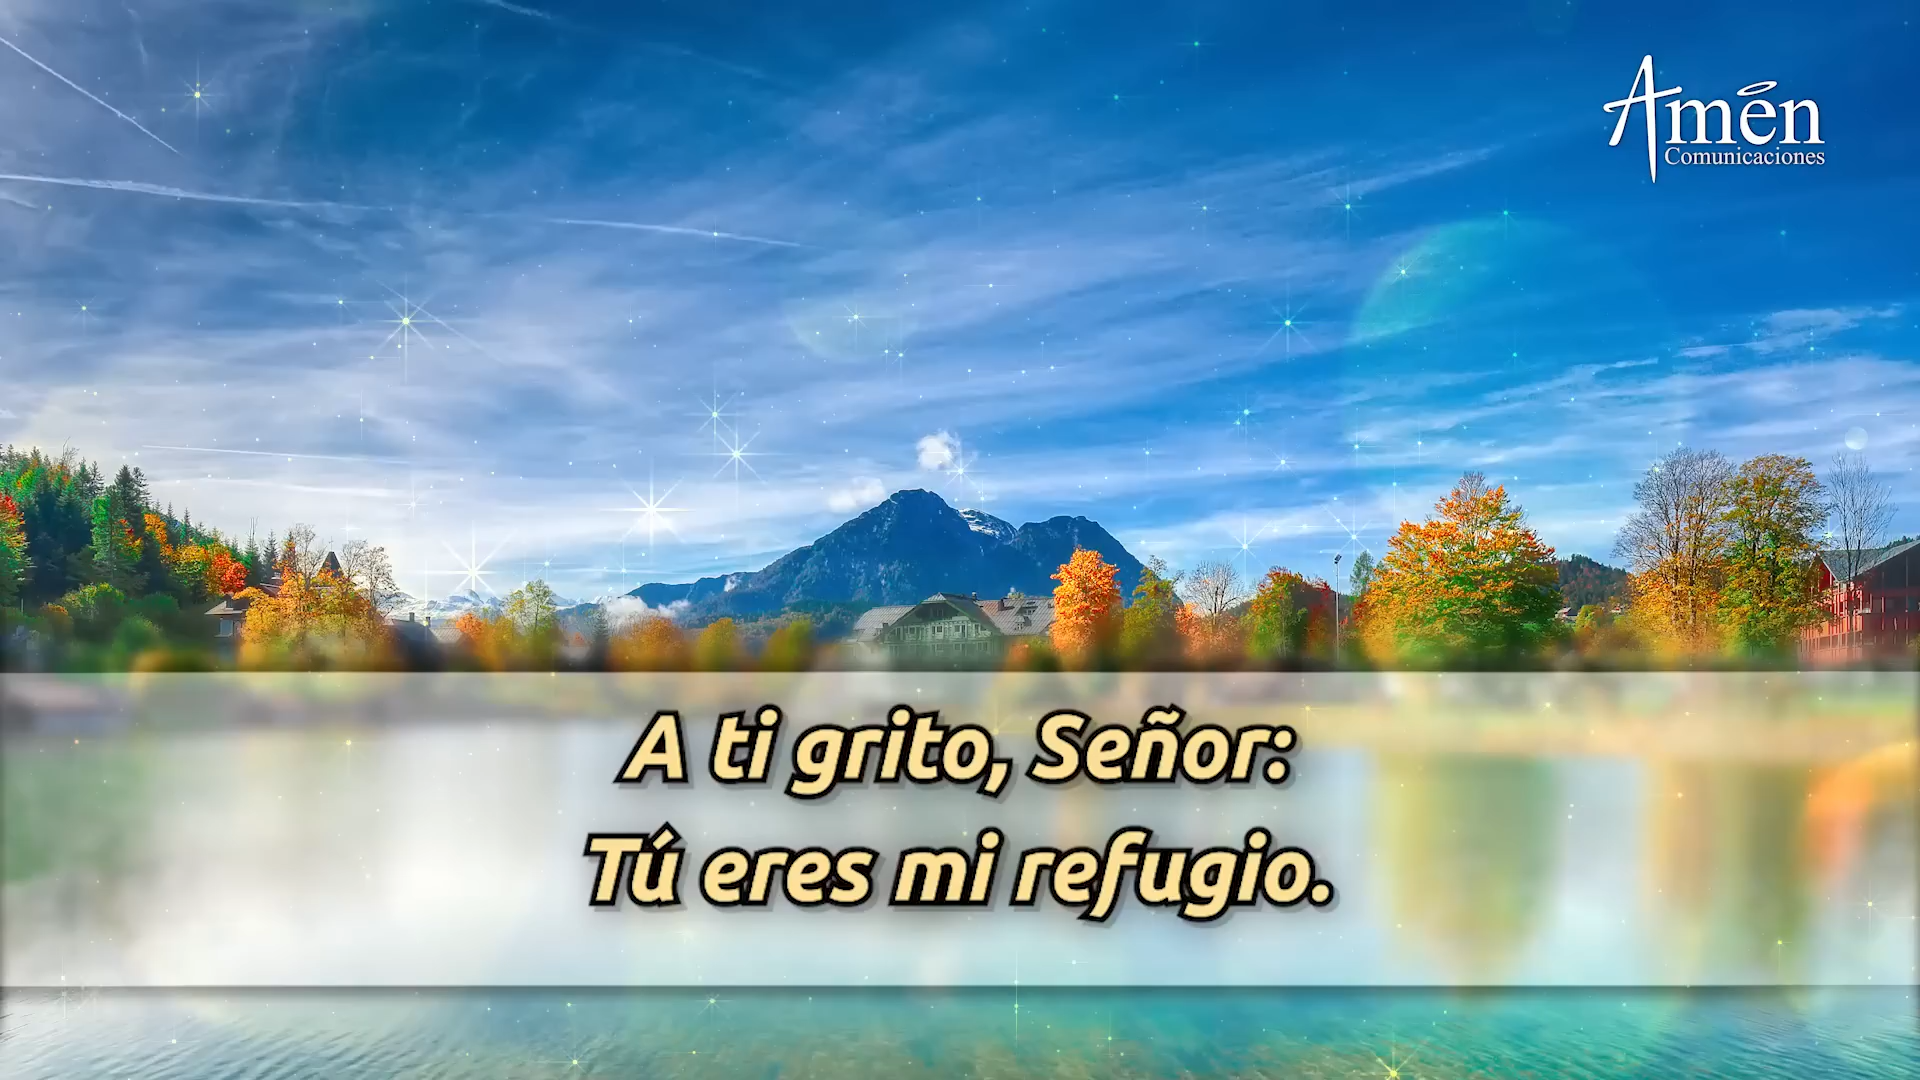 Amén
Comunicaciones
A ti grito, Señor:
Tú eres mi refugio.